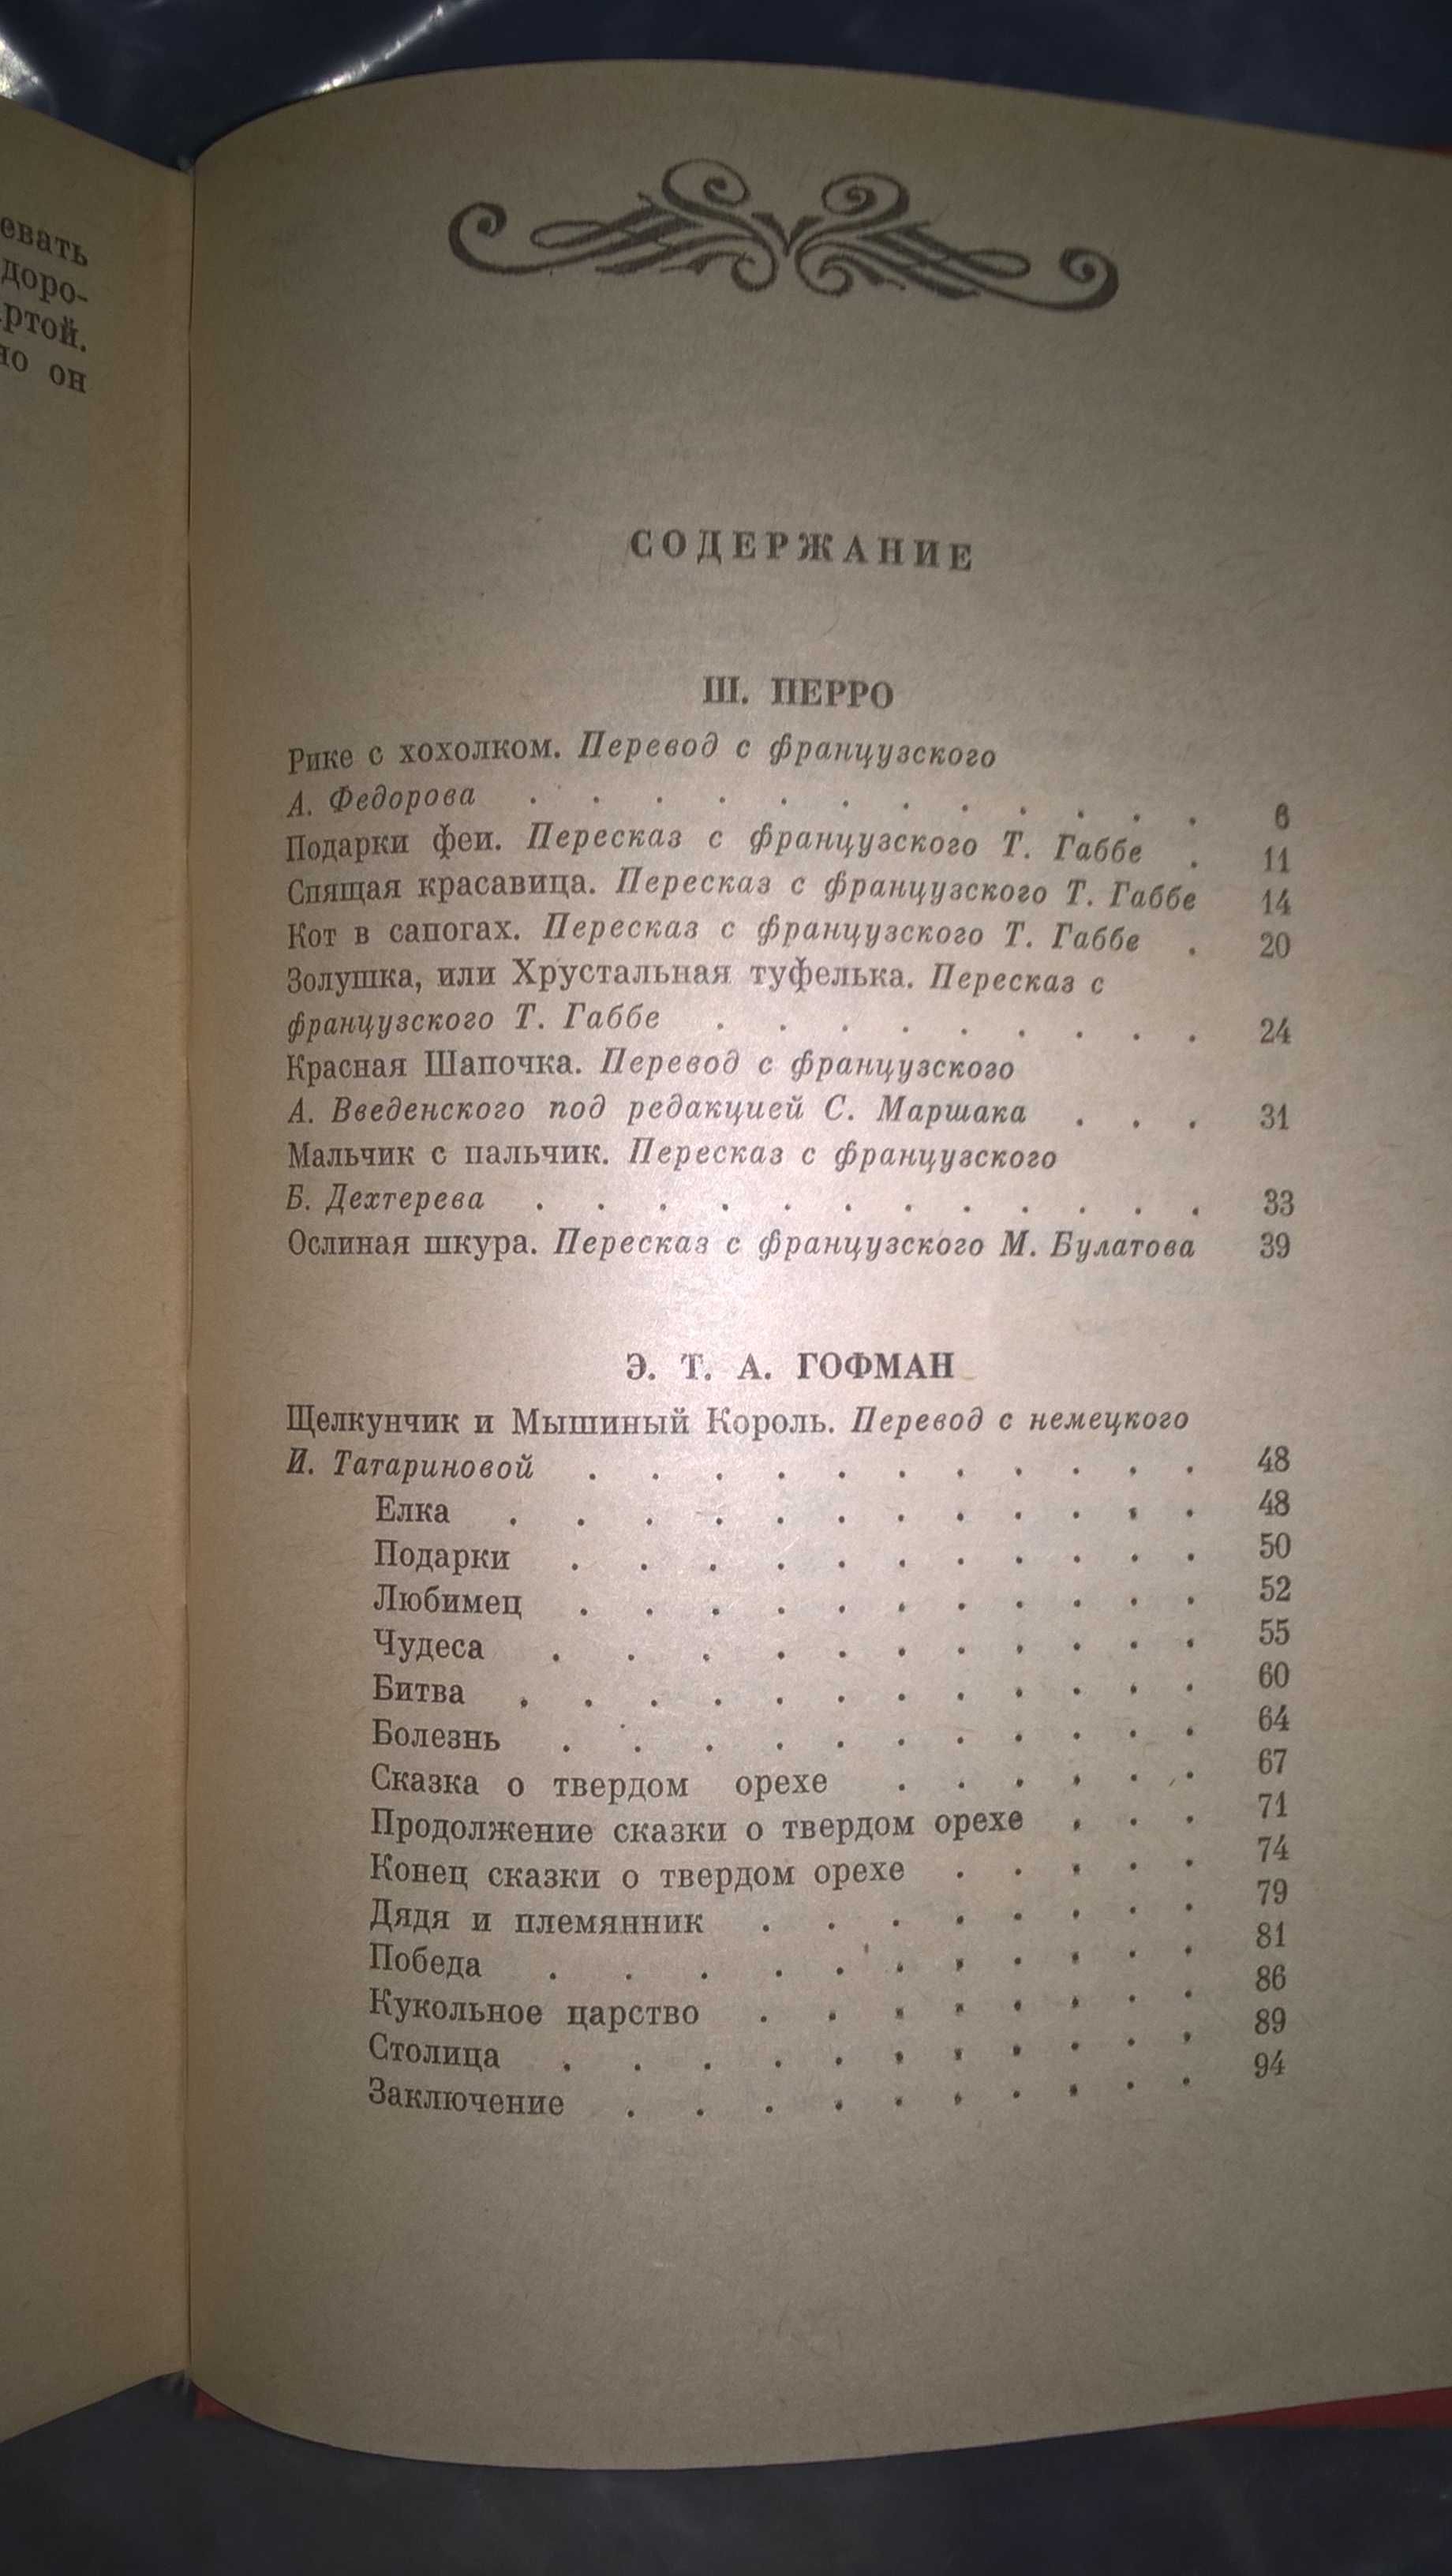 евать
доро-
ртой.
но он
СОДЕРЖАНИЕ
Ш. ПЕРРО
Рике с хохолком. Перевод с французского
А. Федорова . . . . . . . . . . . . 6
Подарки феи. Пересказ с французского Т. Габбе . 11
Спящая красавица. Пересказ с французского Т. Габбе 14
Кот в сапогах. Пересказ с французского Т. Габбе . 20
Золушка, или Хрустальная туфелька. Пересказ с
французского Т. Габбе . . . . . . . . . 24
Красная Шапочка. Перевод с французского
А. Введенского под редакцией С. Маршака . . . 31
Мальчик с пальчик. Пересказ с французского
Б. Дехтерева . . . . . . . . . . . . 33
Ослиная шкура. Пересказ с французского М. Булатова 39
Э. Т. А. ГОФМАН
Щелкунчик и Мышиный Король. Перевод с немецкого
И. Татариновой . . . . . . . . . . . 48
Елка . . . . . . . . . . . . 48
Подарки . . . . . . . . . . . 50
Любимец . . . . . . . . . . . 52
Чудеса . . . . . . . . . . . 55
Битва . . . . . . . . . . . . 60
Болезнь . . . . . . . . . . . 64
Сказка о твердом орехе . . . . . . 67
Продолжение сказки о твердом орехе . . . 71
Конец сказки о твердом орехе . . . . . 74
Дядя и племянник . . . . . . . . 79
Победа . . . . . . . . . . . 81
Кукольное царство . . . . . . . . 86
Столица . . . . . . . . . . . 89
Заключение . . . . . . . . . . 94